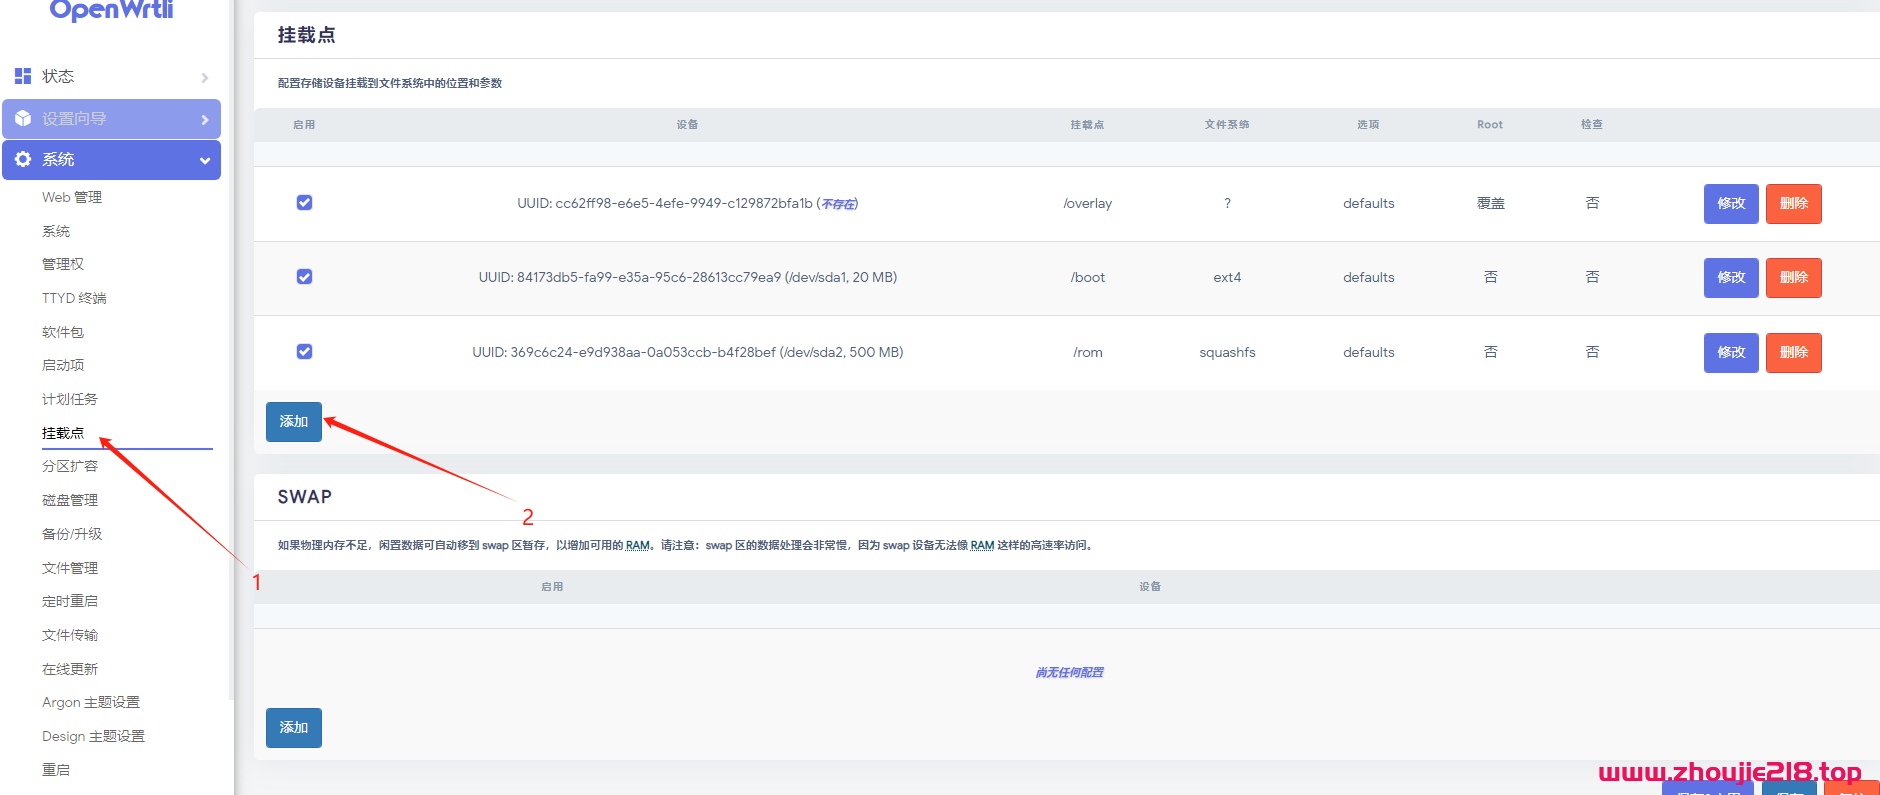 OpenWrtli
状态
设置向导
系统
Web 管理
系统
管理权
TTYD 终端
软件包
启动项
计划任务
挂载点
分区扩容
磁盘管理
备份/升级
文件管理
定时重启
文件传输
在线更新
Argon 主题设置
Design 主题设置
重启
1
挂载点
配置存储设备挂载到文件系统中的位置和参数
启用 设备 挂载点 文件系统 选项 Root 检查
UUID: cc62ff98-e6e5-4efe-9949-c129872bfa1b (不存在) /overlay ? defaults 覆盖 否 修改 删除
UUID: 84173db5-fa99-e35a-95c6-28613cc79ea9 (/dev/sda1, 20 MB) /boot ext4 defaults 否 否 修改 删除
UUID: 369c6c24-e9d938aa-0a053ccb-b4f28bef (/dev/sda2, 500 MB) /rom squashfs defaults 否 否 修改 删除
添加
2
SWAP
如果物理内存不足，闲置数据可自动移到 swap 区暂存，以增加可用的 RAM。请注意：swap 区的数据处理会非常慢，因为 swap 设备无法像 RAM 这样的高速率访问。
启用 设备
尚无任何配置
添加
www.zhoujie218.top